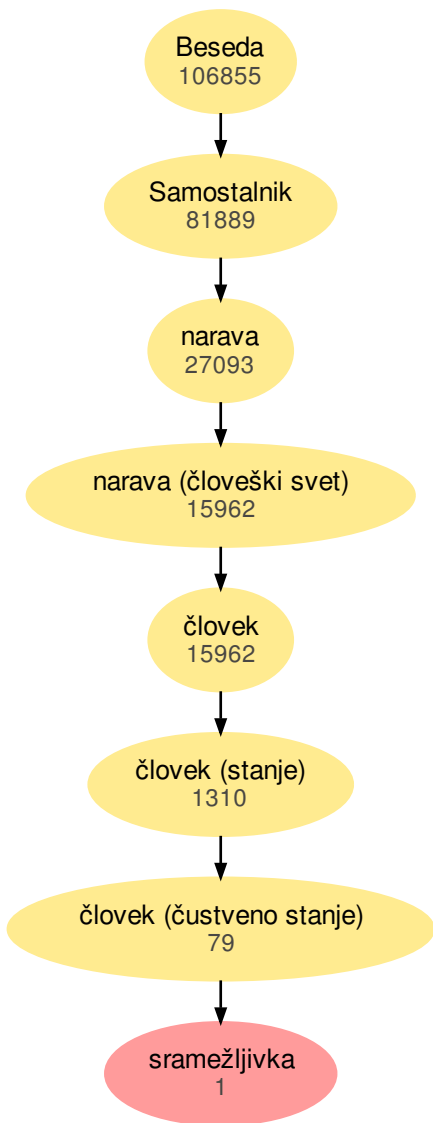 Beseda
106855
Samostalnik
81889
narava
27093
narava (človeški svet)
15962
človek
15962
človek (stanje)
1310
človek (čustveno stanje)
79
sramežljivka
1